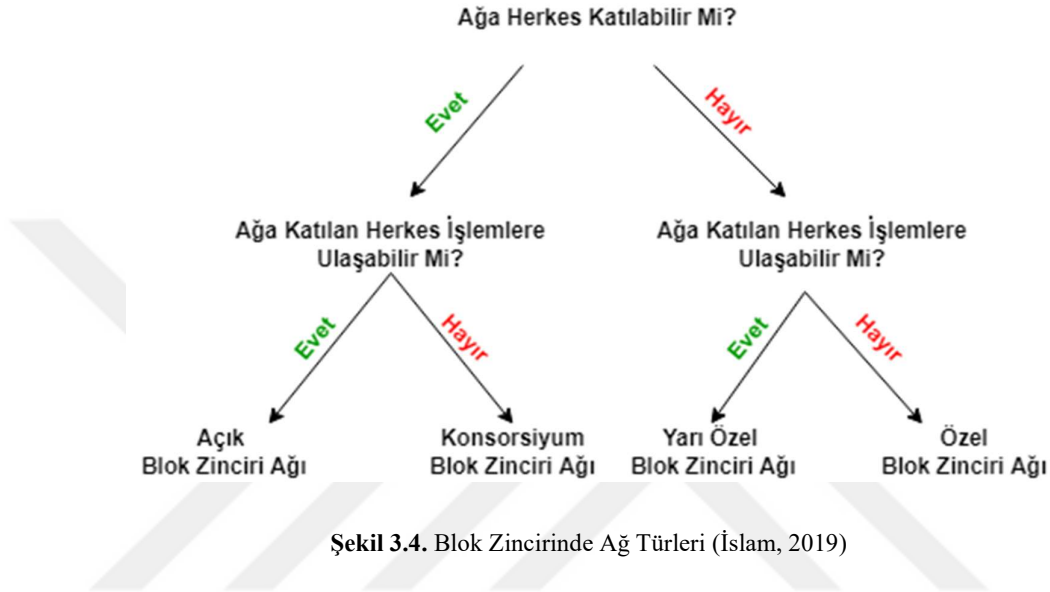 Ağa Herkes Katılabilir Mi?
Evet
Hayır
Ağa Katılan Herkes İşlemlere
Ulaşabilir Mi?
Ağa Katılan Herkes İşlemlere
Ulaşabilir Mi?
Evet
Hayır
Evet
Hayır
Açık
Blok Zinciri Ağı
Konsorsiyum
Blok Zinciri Ağı
Yarı Özel
Blok Zinciri Ağı
Özel
Blok Zinciri Ağı
Şekil 3.4. Blok Zincirinde Ağ Türleri (İslam, 2019)